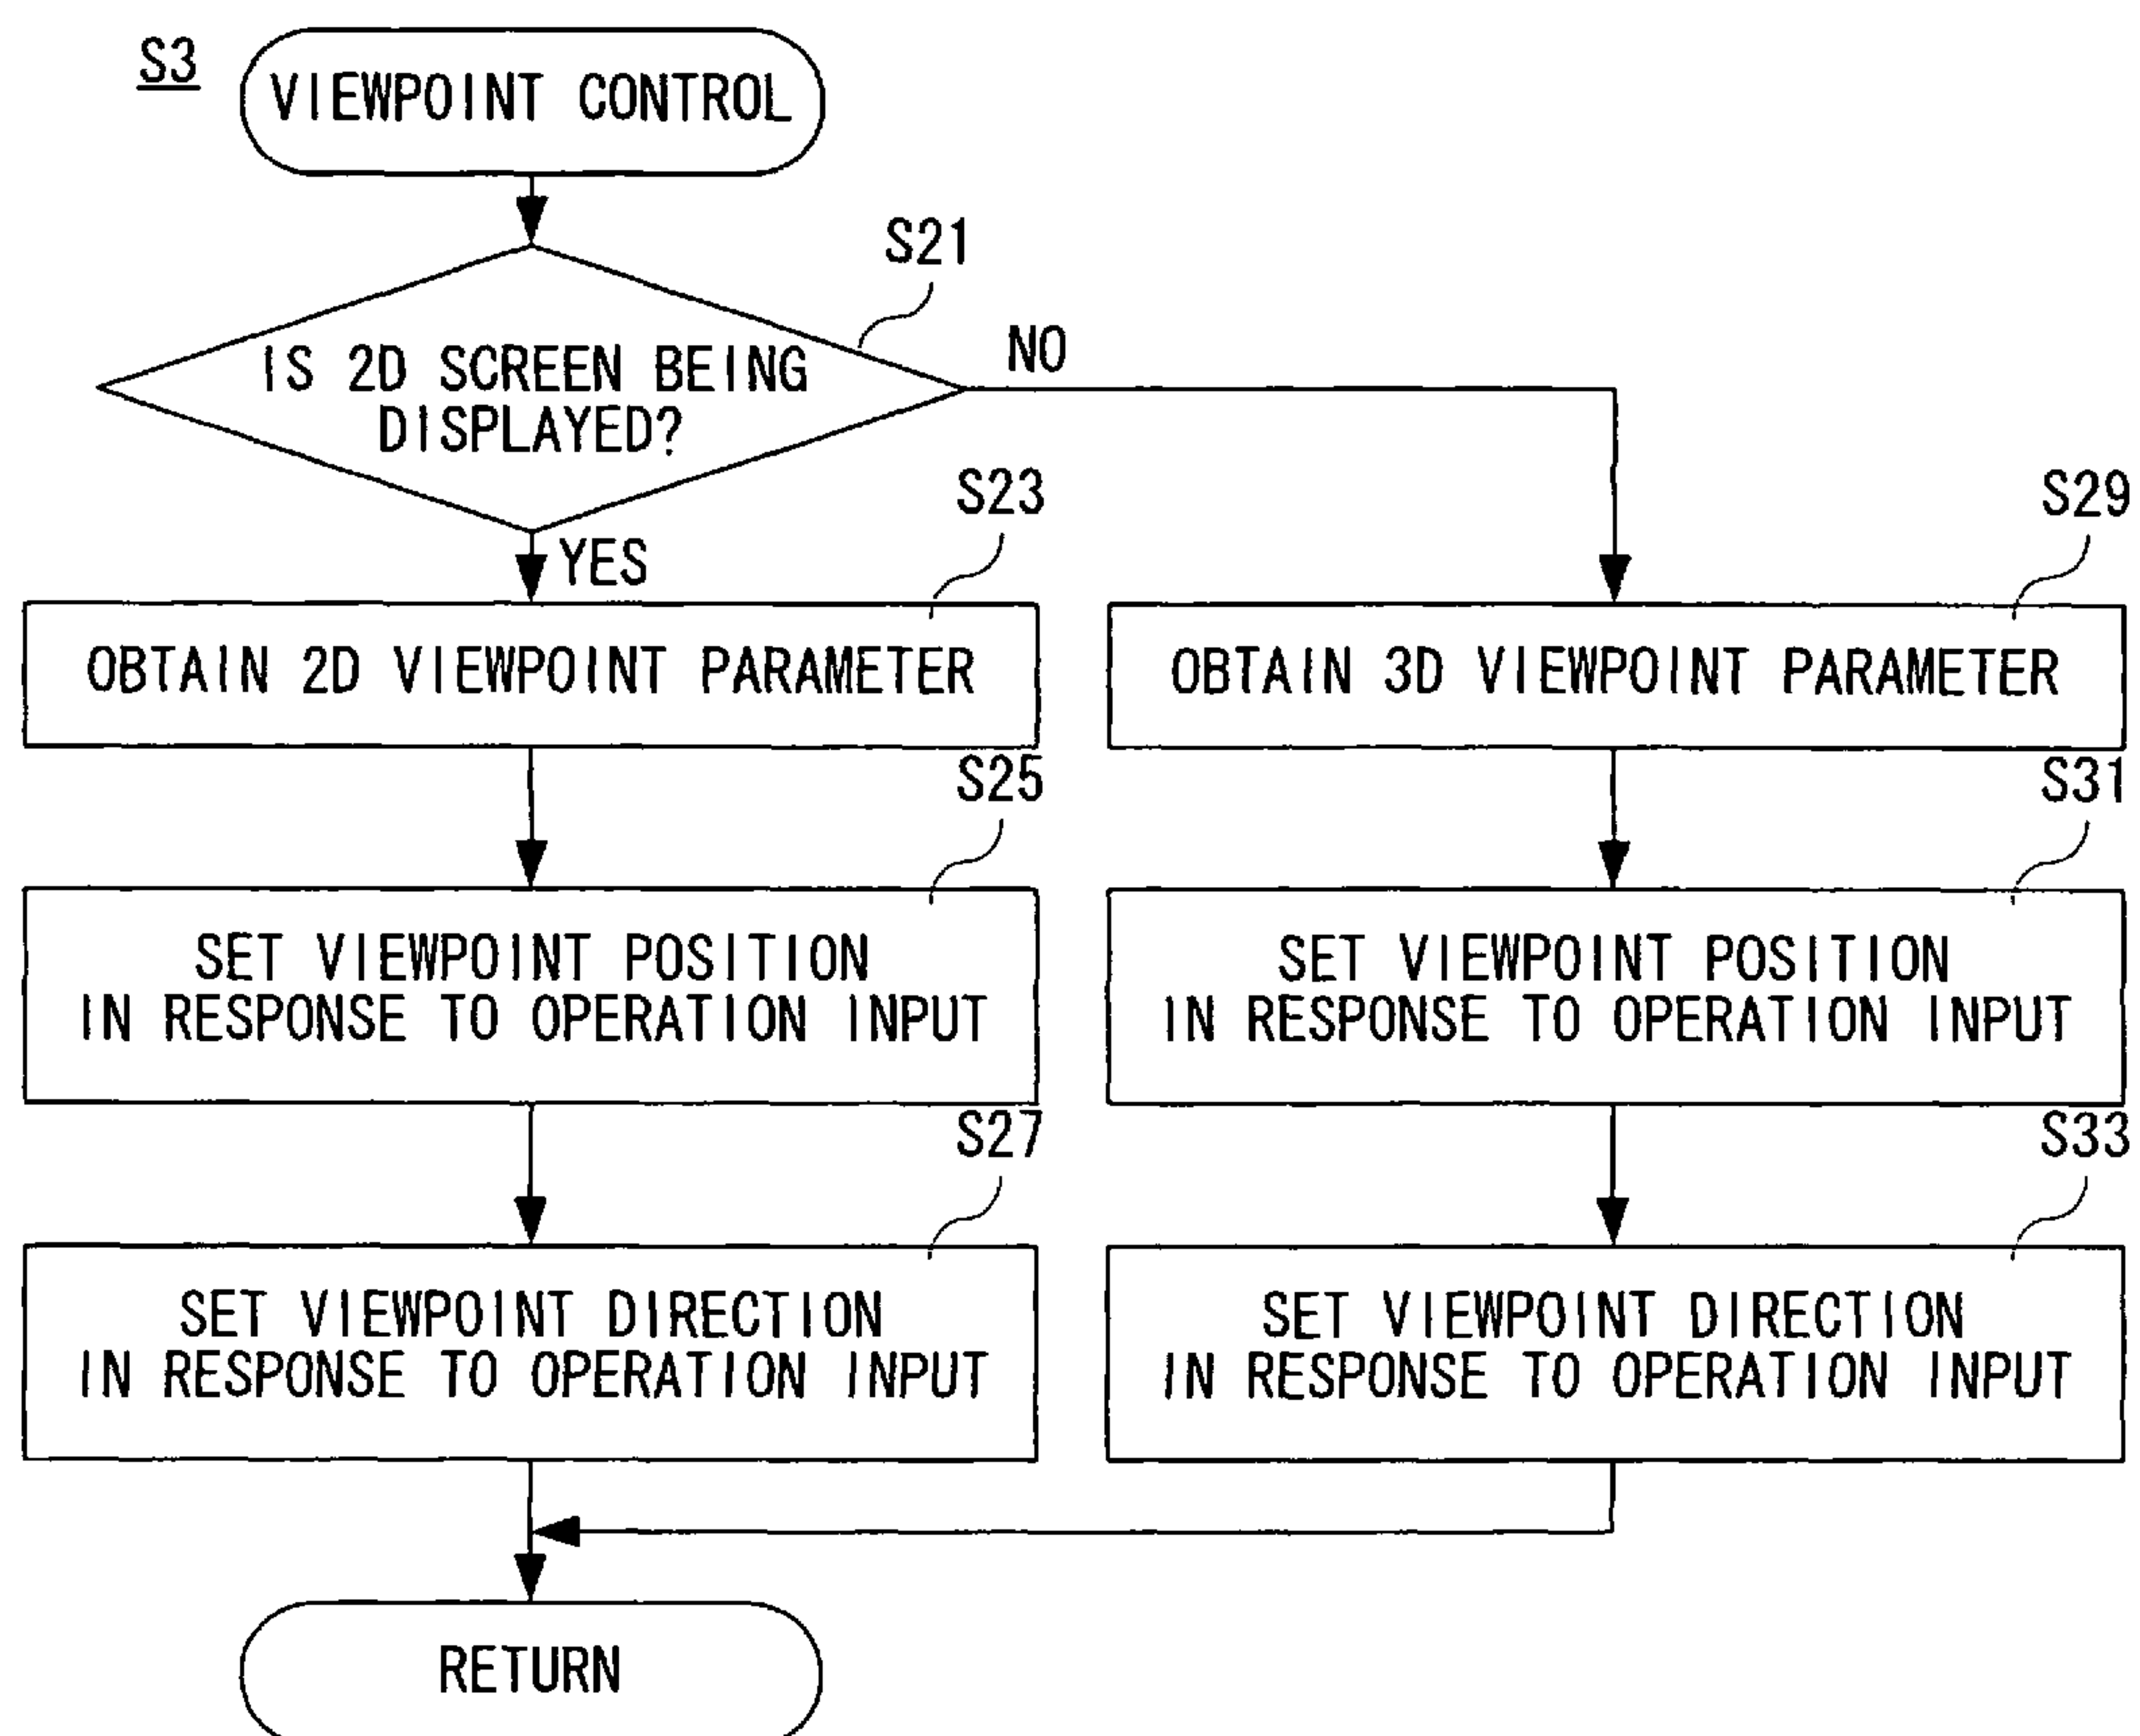 S3
VIEWPOINT CONTROL
S21
IS 2D SCREEN BEING
DISPLAYED?
NO
YES
S23
OBTAIN 2D VIEWPOINT PARAMETER
S25
SET VIEWPOINT POSITION
IN RESPONSE TO OPERATION INPUT
S27
SET VIEWPOINT DIRECTION
IN RESPONSE TO OPERATION INPUT
S29
OBTAIN 3D VIEWPOINT PARAMETER
S31
SET VIEWPOINT POSITION
IN RESPONSE TO OPERATION INPUT
S33
SET VIEWPOINT DIRECTION
IN RESPONSE TO OPERATION INPUT
RETURN